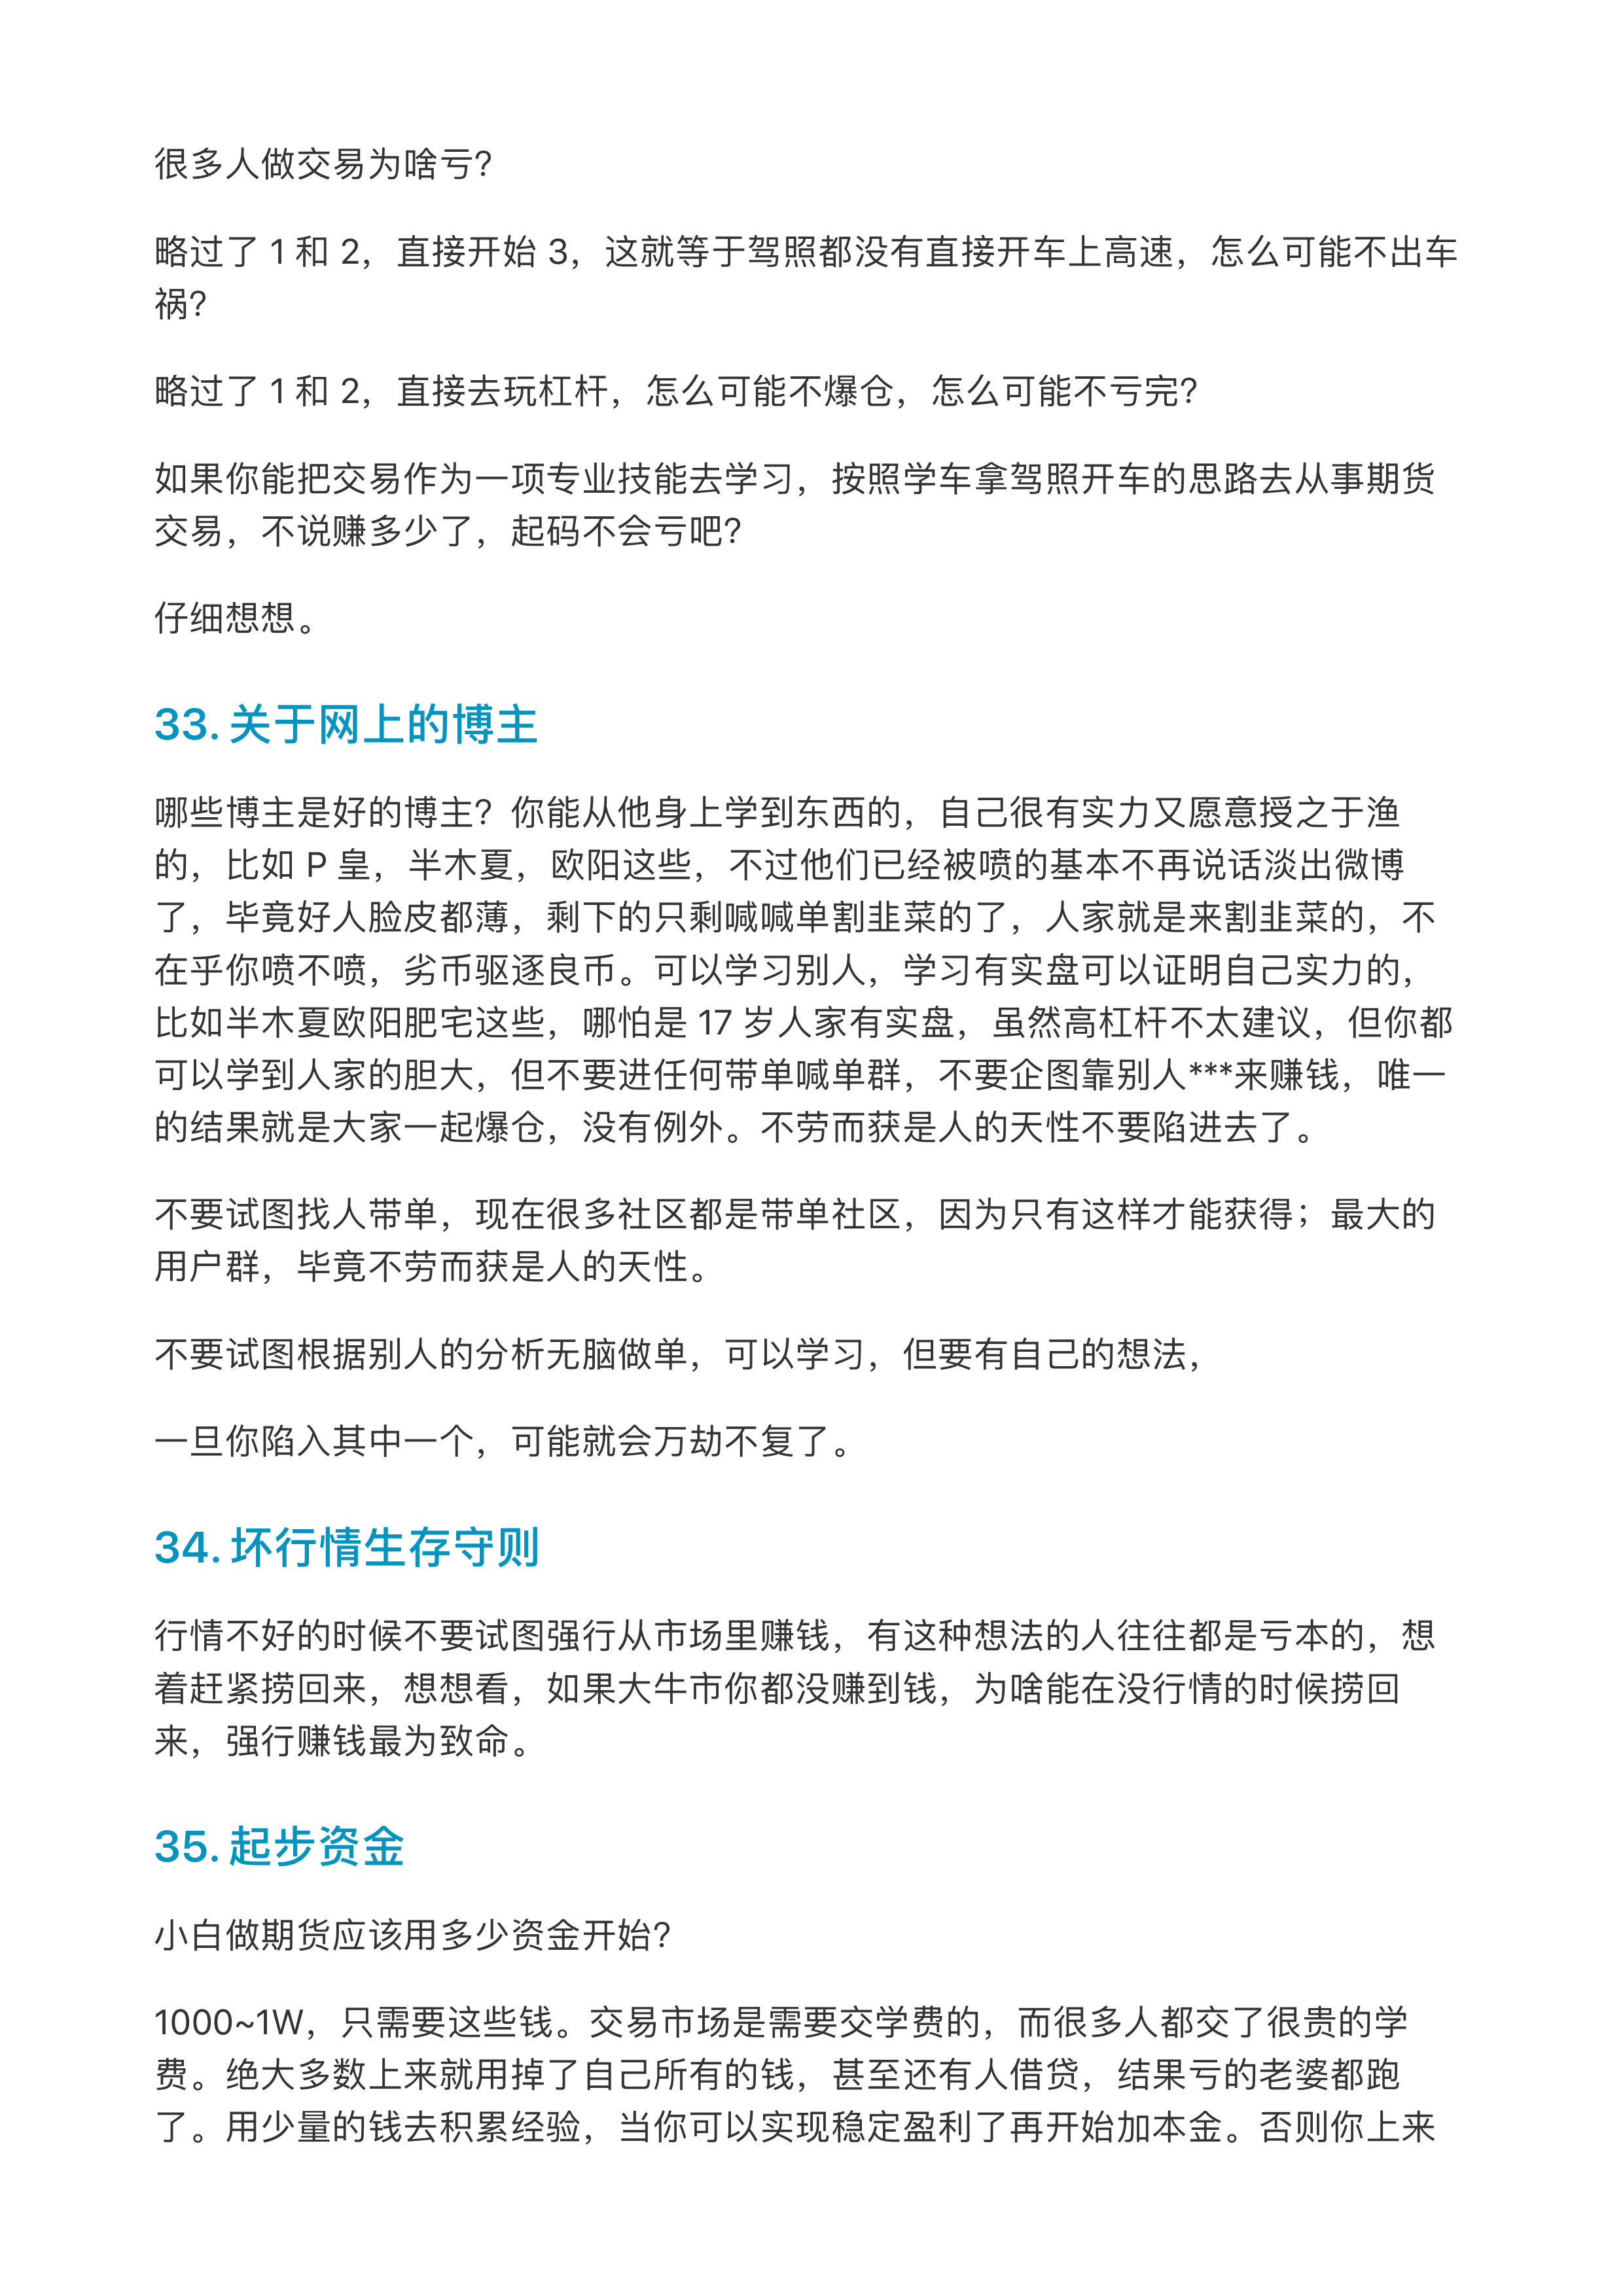 很多人做交易为啥亏?
略过了 1 和 2，直接开始 3，这就等于驾照都没有直接开车上高速，怎么可能不出车
祸?
略过了 1 和 2，直接去玩杠杆，怎么可能不爆仓，怎么可能不亏完?
如果你能把交易作为一项专业技能去学习，按照学车拿驾照开车的思路去从事期货
交易，不说赚多少了，起码不会亏吧?
仔细想想。
33. 关于网上的博主
哪些博主是好的博主？你能从他身上学到东西的，自己很有实力又愿意授之于渔
的，比如 P 皇，半木夏，欧阳这些，不过他们已经被喷的基本不再说话淡出微博
了，毕竟好人脸皮都薄，剩下的只剩喊喊单割韭菜的了，人家就是来割韭菜的，不
在乎你喷不喷，劣币驱逐良币。可以学习别人，学习有实盘可以证明自己实力的，
比如半木夏欧阳肥宅这些，哪怕是 17 岁人家有实盘，虽然高杠杆不太建议，但你都
可以学到人家的胆大，但不要进任何带单喊单群，不要企图靠别人***来赚钱，唯一
的结果就是大家一起爆仓，没有例外。不劳而获是人的天性不要陷进去了。
不要试图找人带单，现在很多社区都是带单社区，因为只有这样才能获得；最大的
用户群，毕竟不劳而获是人的天性。
不要试图根据别人的分析无脑做单，可以学习，但要有自己的想法，
一旦你陷入其中一个，可能就会万劫不复了。
34. 坏行情生存守则
行情不好的时候不要试图强行从市场里赚钱，有这种想法的人往往都是亏本的，想
着赶紧捞回来，想想看，如果大牛市你都没赚到钱，为啥能在没行情的时候捞回
来，强行赚钱最为致命。
35. 起步资金
小白做期货应该用多少资金开始?
1000~1W，只需要这些钱。交易市场是需要交学费的，而很多人都交了很贵的学
费。绝大多数上来就用掉了自己所有的钱，甚至还有人借贷，结果亏的老婆都跑
了。用少量的钱去积累经验，当你可以实现稳定盈利了再开始加本金。否则你上来